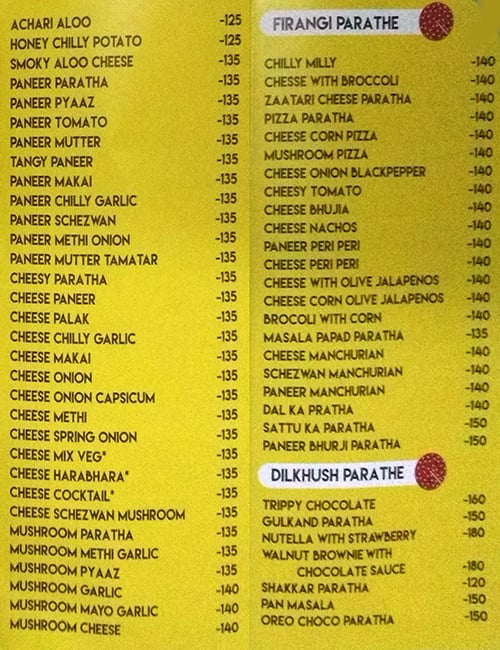 ACHARI ALOO -125
HONEY CHILLY POTATO -125
SMOKY ALOO CHEESE -135
PANEER PARATHA -135
PANEER PYAAZ -135
PANEER TOMATO -135
PANEER MUTTER -135
TANGY PANEER -135
PANEER MAKAI -135
PANEER CHILLY GARLIC -135
PANEER SCHEZWAN -135
PANEER METHI ONION -135
PANEER MUTTER TAMATAR -135
CHEESY PARATHA -135
CHEESE PANEER -135
CHEESE PALAK -135
CHEESE CHILLY GARLIC -135
CHEESE MAKAI -135
CHEESE ONION -135
CHEESE ONION CAPSICUM -135
CHEESE METHI -135
CHEESE SPRING ONION -135
CHEESE MIX VEG* -135
CHEESE HARABHARA* -135
CHEESE COCKTAIL* -135
CHEESE SCHEZWAN MUSHROOM -135
MUSHROOM PARATHA -135
MUSHROOM METHI GARLIC -135
MUSHROOM PYAAZ -135
MUSHROOM GARLIC -140
MUSHROOM MAYO GARLIC -140
MUSHROOM CHEESE -140
FIRANGI PARATHE
CHILLY MILLY -140
CHESSE WITH BROCCOLI -140
ZAATARI CHEESE PARATHA -140
PIZZA PARATHA -140
CHEESE CORN PIZZA -140
MUSHROOM PIZZA -140
CHEESE ONION BLACKPEPPER -140
CHEESY TOMATO -140
CHEESE BHUJIA -140
CHEESE NACHOS -140
PANEER PERI PERI -140
CHEESE PERI PERI -140
CHEESE WITH OLIVE JALAPENOS -140
CHEESE CORN OLIVE JALAPENOS -140
BROCOLI WITH CORN -140
MASALA PAPAD PARATHA -135
CHEESE MANCHURIAN -140
SCHEZWAN MANCHURIAN -140
PANEER MANCHURIAN -140
DAL KA PRATHA -140
SATTU KA PARATHA -150
PANEER BHURJI PARATHA -150
DILKHUSH PARATHE
TRIPPY CHOCOLATE -160
GULKAND PARATHA -150
NUTELLA WITH STRAWBERRY -180
WALNUT BROWNIE WITH
CHOCOLATE SAUCE -180
SHAKKAR PARATHA -120
PAN MASALA -150
OREO CHOCO PARATHA -150